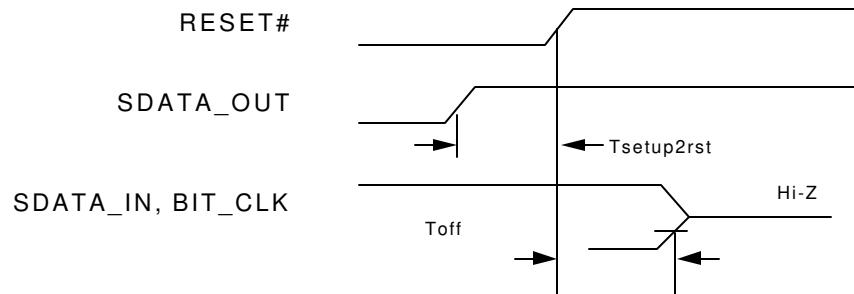 RESET#
SDATA_OUT
Tsetup2rst
SDATA_IN, BIT_CLK
Hi-Z
Toff